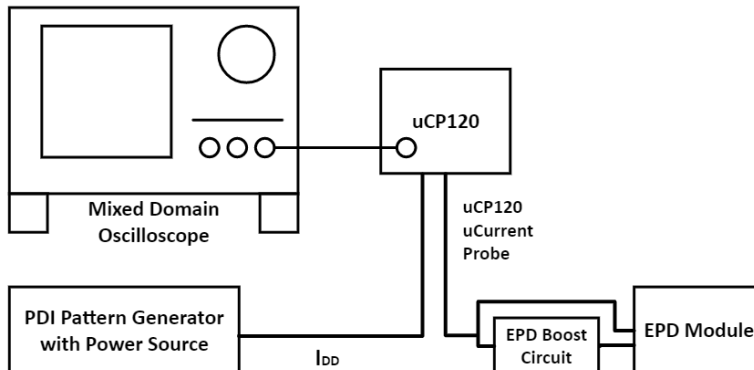 uCP120
Mixed Domain
Oscilloscope
uCP120
uCurrent
Probe
PDI Pattern Generator
with Power Source
IDD
EPD Boost
Circuit
EPD Module